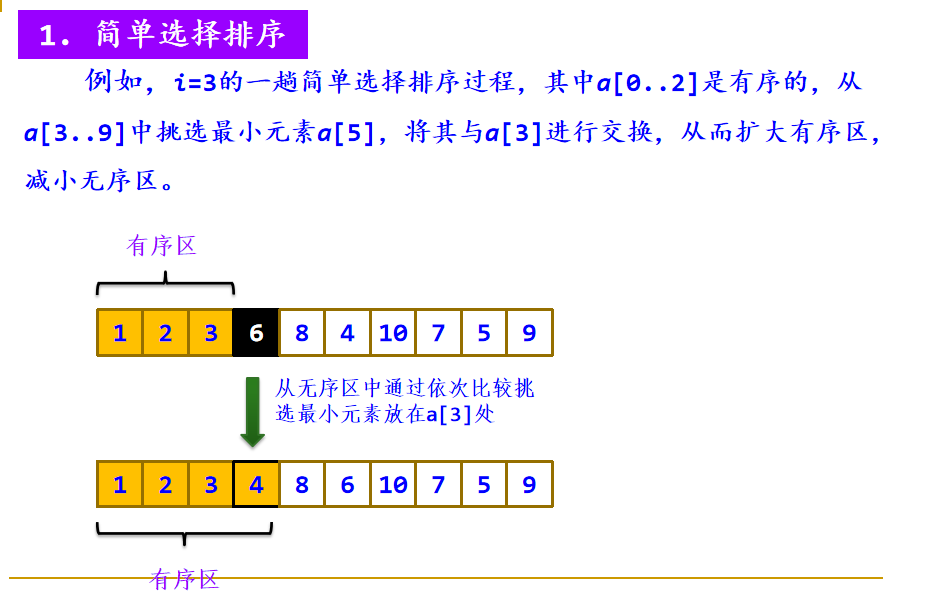 1. 简单选择排序
例如，i=3的一趟简单选择排序过程，其中a[0..2]是有序的，从
a[3..9]中挑选最小元素a[5]，将其与a[3]进行交换，从而扩大有序区，
减小无序区。
有序区
1 2 3 6 8 4 10 7 5 9
从无序区中通过依次比较挑
选最小元素放在a[3]处
1 2 3 4 8 6 10 7 5 9
有序区